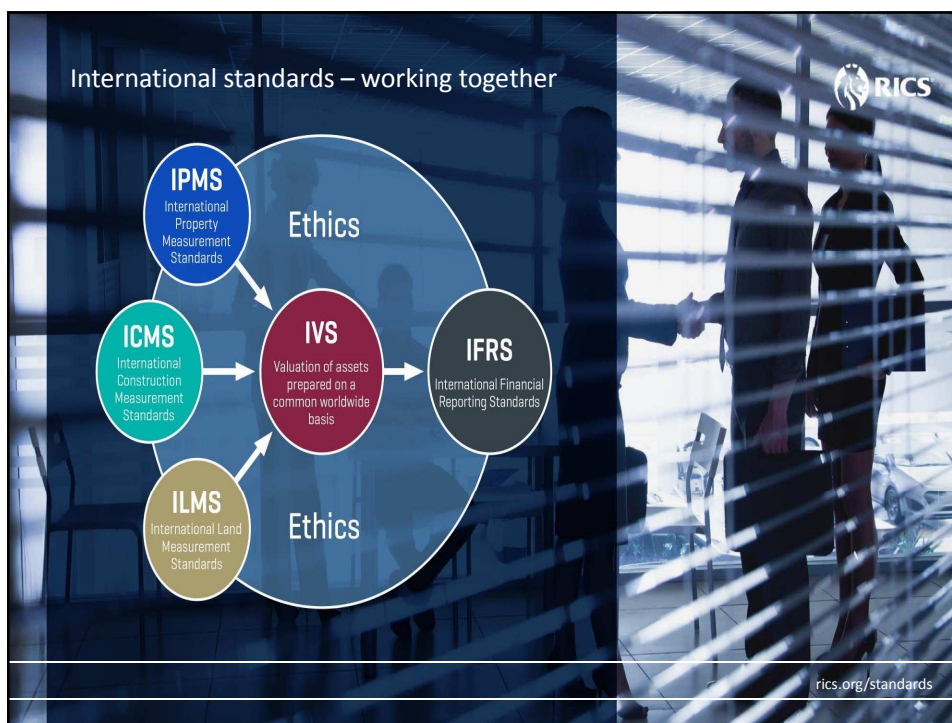 International standards – working together
RICS
IPMS
International
Property
Measurement
Standards
Ethics
ICMS
International
Construction
Measurement
Standards
IVS
Valuation of assets
prepared on a
common worldwide
basis
IFRS
International Financial
Reporting Standards
ILMS
International Land
Measurement
Standards
Ethics
rics.org/standards